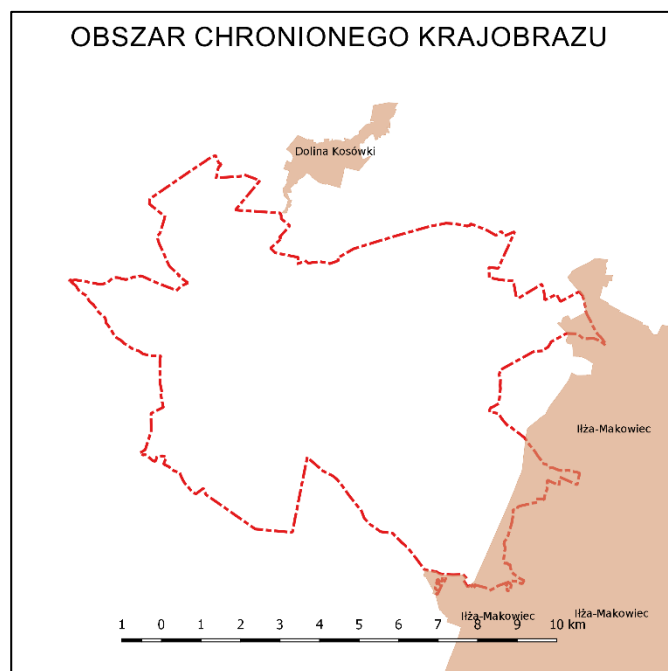 OBSZAR CHRONIONEGO KRAJOBRAZU
Dolina Kosówki
Iłża-Makowiec
Iłża-Makowiec
Iłża-Makowiec
1 0 1 2 3 4 5 6 7 8 9 10 km